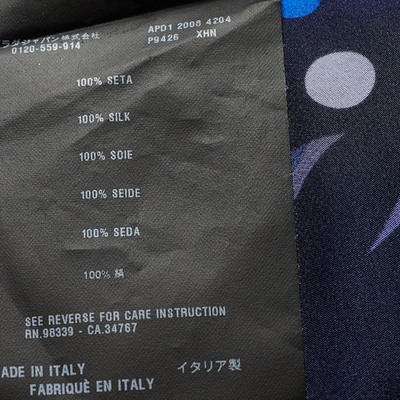 ラダジャパン株式会社
0120-559-914
APD1 2008 4204
P9426 XHN
100% SETA
100% SILK
100% SOIE
100% SEIDE
100% SEDA
100% 絹
SEE REVERSE FOR CARE INSTRUCTION
RN.98339 - CA.34767
ADE IN ITALY
イタリア製
FABRIQUÈ EN ITALY